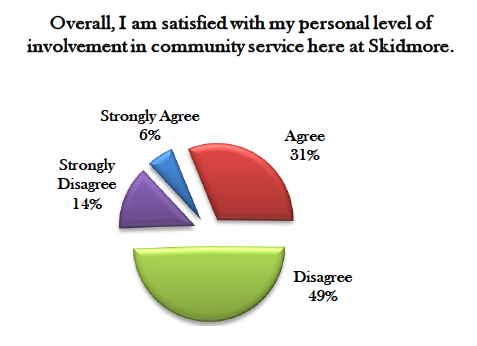 Overall, I am satisfied with my personal level of
involvement in community service here at Skidmore.
Strongly Agree
6%
Agree
31%
Strongly
Disagree
14%
Disagree
49%